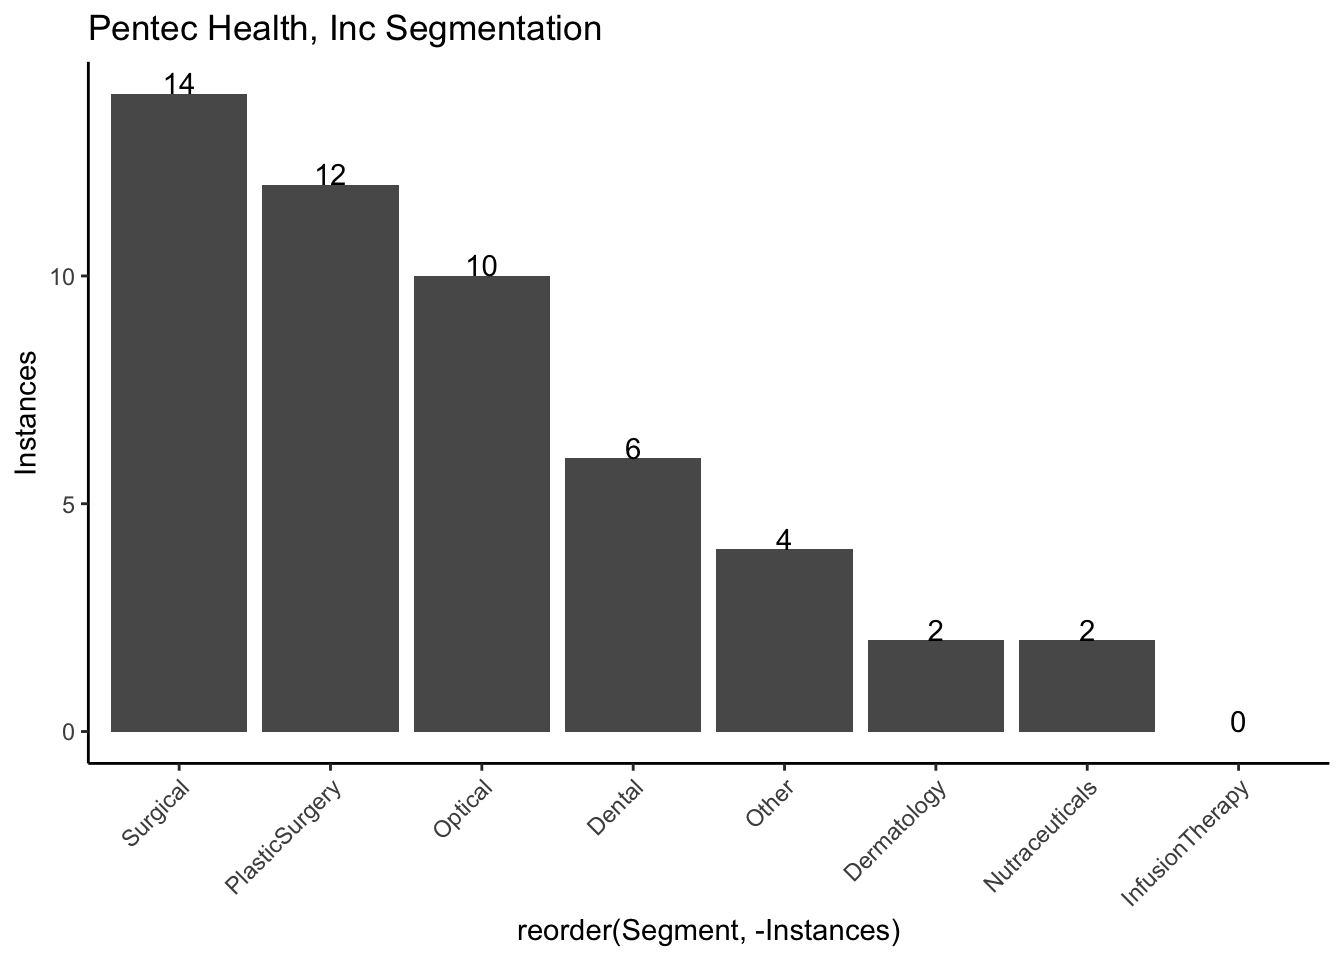 Pentec Health, Inc Segmentation
14
12
10
6
4
2
2
0
Instances
10
5
0
Surgical
PlasticSurgery
Optical
Dental
Other
Dermatology
Nutraceuticals
InfusionTherapy
reorder(Segment, -Instances)